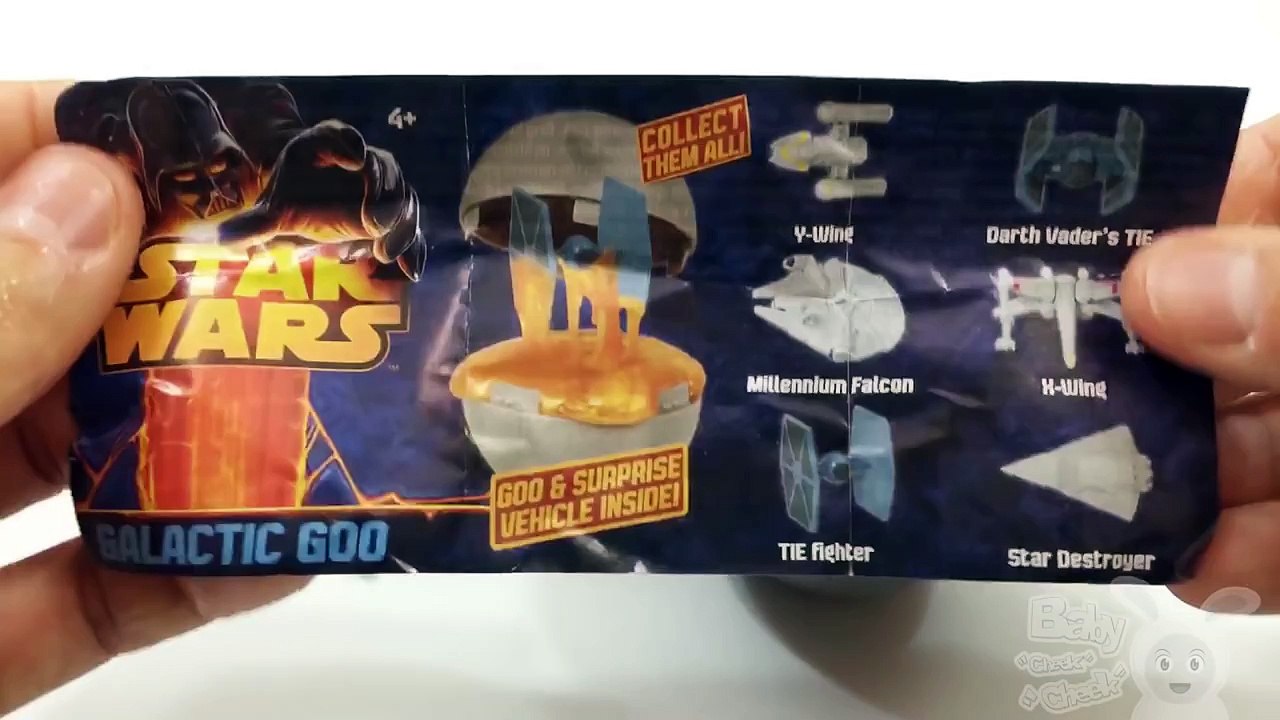 4+
STAR
WARS
™
GALACTIC GOO
COLLECT
THEM ALL!
GOO & SURPRISE
VEHICLE INSIDE!
Y-Wing
Darth Vader's TIE
Millennium Falcon
X-Wing
TIE fighter
Star Destroyer
Baby
"Cheek"
"Cheek"